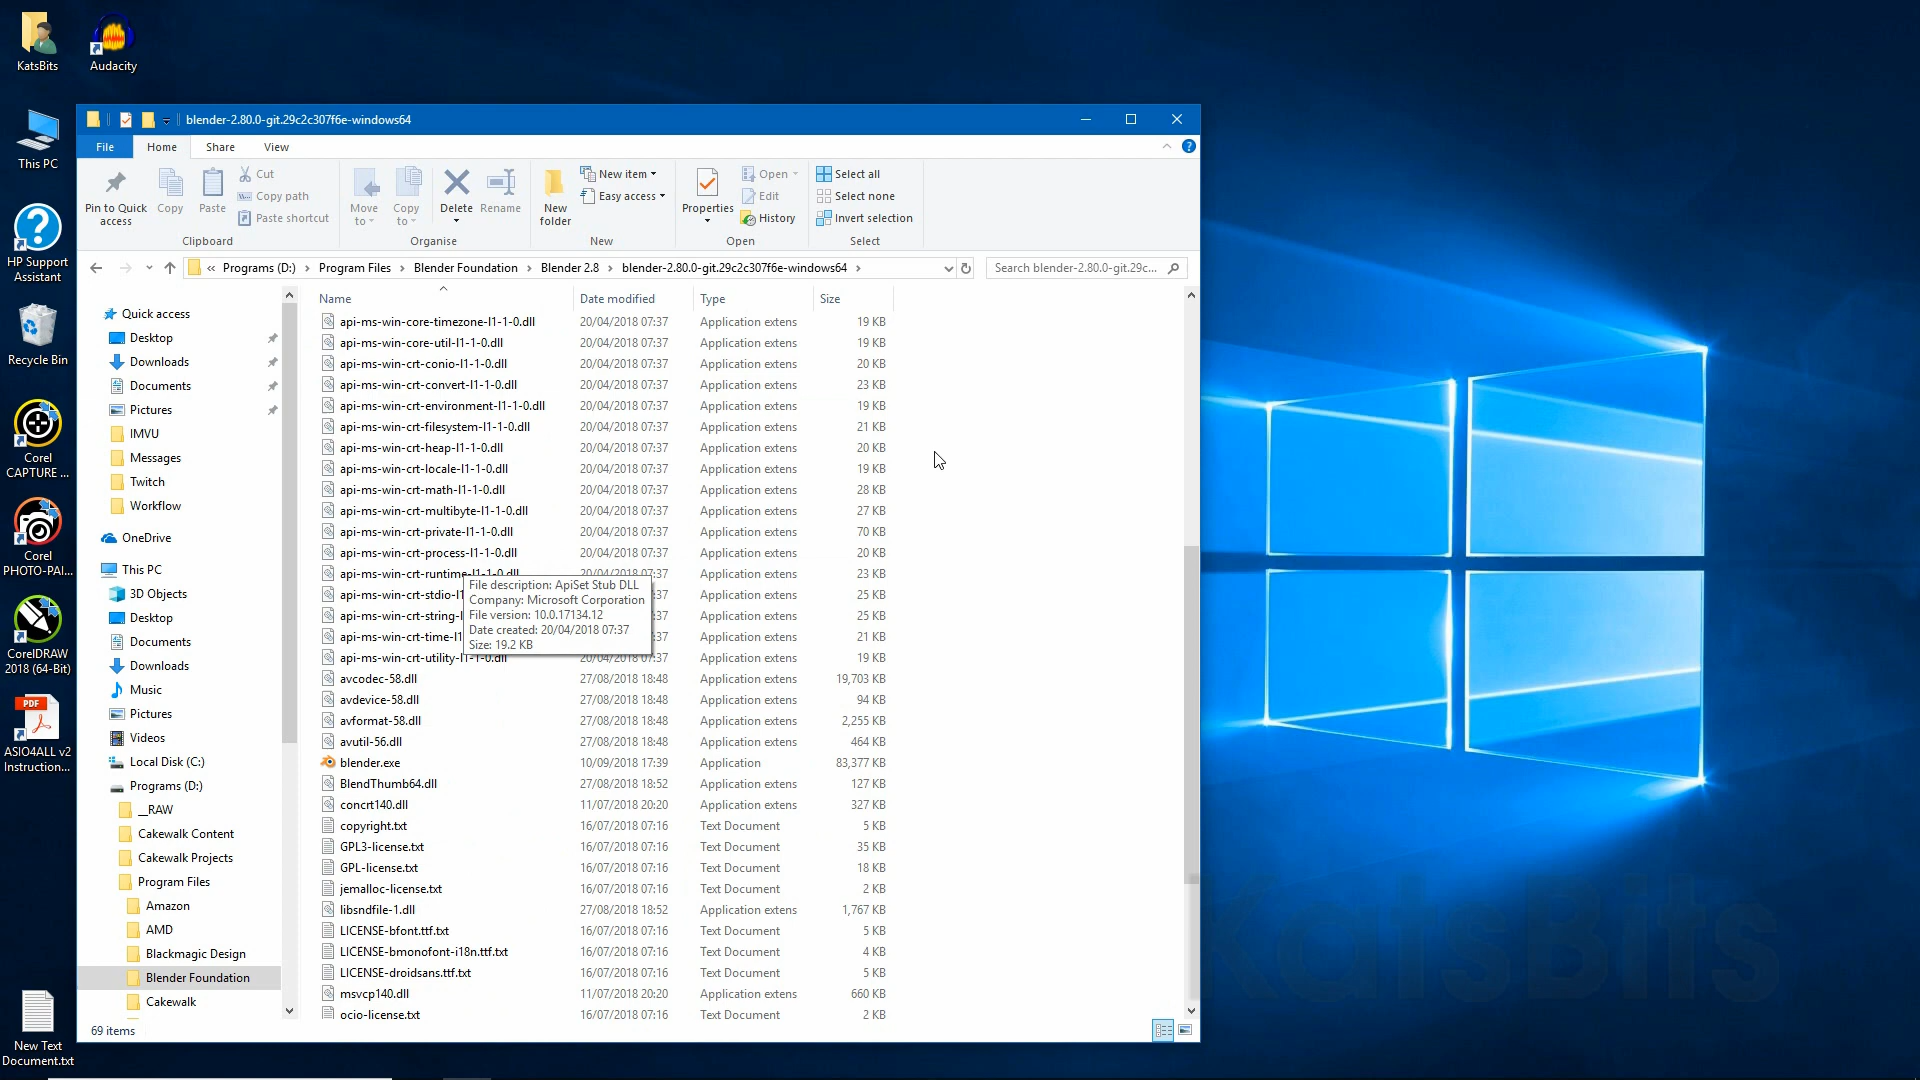 KatsBits
Audacity
This PC
HP Support
Assistant
Recycle Bin
Corel
CAPTURE ...
Corel
PHOTO-PAI...
CorelDRAW
2018 (64-Bit)
PDF
ASIO4ALL v2
Instruction...
New Text
Document.txt
blender-2.80.0-git.29c2c307f6e-windows64
File Home Share View
Pin to Quick
access
Copy
Paste
Cut
Copy path
Paste shortcut
Clipboard
Move
to
Copy
to
Delete
Rename
Organise
New
folder
New item
Easy access
New
Properties
Open
Edit
History
Open
Select all
Select none
Invert selection
Select
« Programs (D:) › Program Files › Blender Foundation › Blender 2.8 › blender-2.80.0-git.29c2c307f6e-windows64 ›
Search blender-2.80.0-git.29c...
Quick access
Desktop
Downloads
Documents
Pictures
IMVU
Messages
Twitch
Workflow
OneDrive
This PC
3D Objects
Desktop
Documents
Downloads
Music
Pictures
Videos
Local Disk (C:)
Programs (D:)
__RAW
Cakewalk Content
Cakewalk Projects
Program Files
Amazon
AMD
Blackmagic Design
Blender Foundation
Cakewalk
Name Date modified Type Size
api-ms-win-core-timezone-l1-1-0.dll 20/04/2018 07:37 Application extens 19 KB
api-ms-win-core-util-l1-1-0.dll 20/04/2018 07:37 Application extens 19 KB
api-ms-win-crt-conio-l1-1-0.dll 20/04/2018 07:37 Application extens 20 KB
api-ms-win-crt-convert-l1-1-0.dll 20/04/2018 07:37 Application extens 23 KB
api-ms-win-crt-environment-l1-1-0.dll 20/04/2018 07:37 Application extens 19 KB
api-ms-win-crt-filesystem-l1-1-0.dll 20/04/2018 07:37 Application extens 21 KB
api-ms-win-crt-heap-l1-1-0.dll 20/04/2018 07:37 Application extens 20 KB
api-ms-win-crt-locale-l1-1-0.dll 20/04/2018 07:37 Application extens 19 KB
api-ms-win-crt-math-l1-1-0.dll 20/04/2018 07:37 Application extens 28 KB
api-ms-win-crt-multibyte-l1-1-0.dll 20/04/2018 07:37 Application extens 27 KB
api-ms-win-crt-private-l1-1-0.dll 20/04/2018 07:37 Application extens 70 KB
api-ms-win-crt-process-l1-1-0.dll 20/04/2018 07:37 Application extens 20 KB
api-ms-win-crt-runtime-l1-1-0.dll 20/04/2018 07:37 Application extens 23 KB
api-ms-win-crt-stdio-l1 :37 Application extens 25 KB
api-ms-win-crt-string-l :37 Application extens 25 KB
api-ms-win-crt-time-l1 :37 Application extens 21 KB
api-ms-win-crt-utility-l1-1-0.dll 20/04/2018 07:37 Application extens 19 KB
File description: ApiSet Stub DLL
Company: Microsoft Corporation
File version: 10.0.17134.12
Date created: 20/04/2018 07:37
Size: 19.2 KB
avcodec-58.dll 27/08/2018 18:48 Application extens 19,703 KB
avdevice-58.dll 27/08/2018 18:48 Application extens 94 KB
avformat-58.dll 27/08/2018 18:48 Application extens 2,255 KB
avutil-56.dll 27/08/2018 18:48 Application extens 464 KB
blender.exe 10/09/2018 17:39 Application 83,377 KB
BlendThumb64.dll 27/08/2018 18:52 Application extens 127 KB
concrt140.dll 11/07/2018 20:20 Application extens 327 KB
copyright.txt 16/07/2018 07:16 Text Document 5 KB
GPL3-license.txt 16/07/2018 07:16 Text Document 35 KB
GPL-license.txt 16/07/2018 07:16 Text Document 18 KB
jemalloc-license.txt 16/07/2018 07:16 Text Document 2 KB
libsndfile-1.dll 27/08/2018 18:52 Application extens 1,767 KB
LICENSE-bfont.ttf.txt 16/07/2018 07:16 Text Document 5 KB
LICENSE-bmonofont-i18n.ttf.txt 16/07/2018 07:16 Text Document 4 KB
LICENSE-droidsans.ttf.txt 16/07/2018 07:16 Text Document 5 KB
msvcp140.dll 11/07/2018 20:20 Application extens 660 KB
ocio-license.txt 16/07/2018 07:16 Text Document 2 KB
69 items
KatsBits